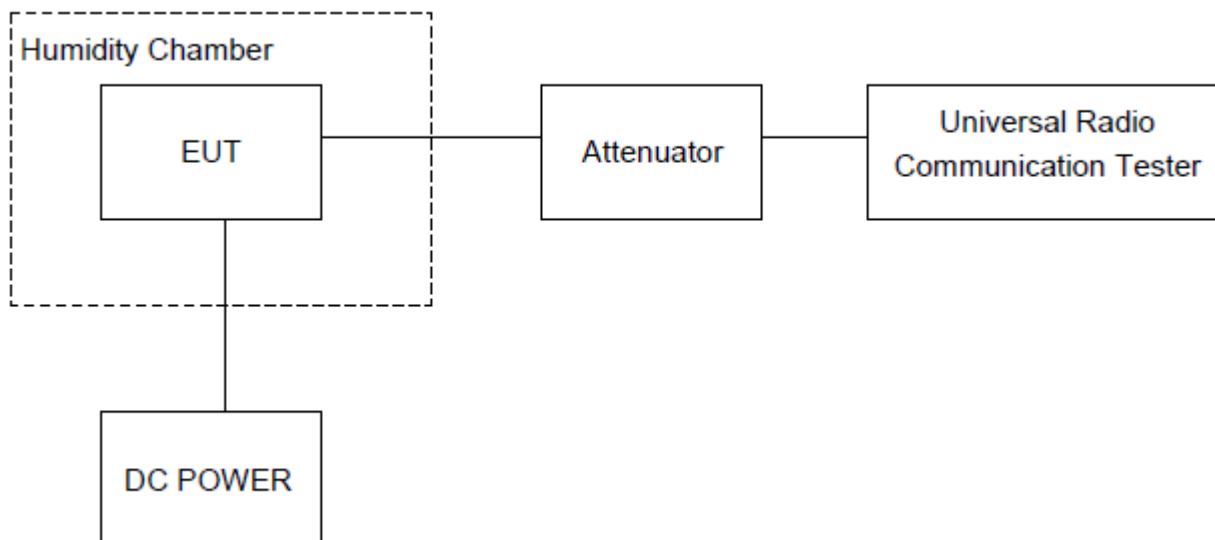 Humidity Chamber
EUT
Attenuator
Universal Radio
Communication Tester
DC POWER